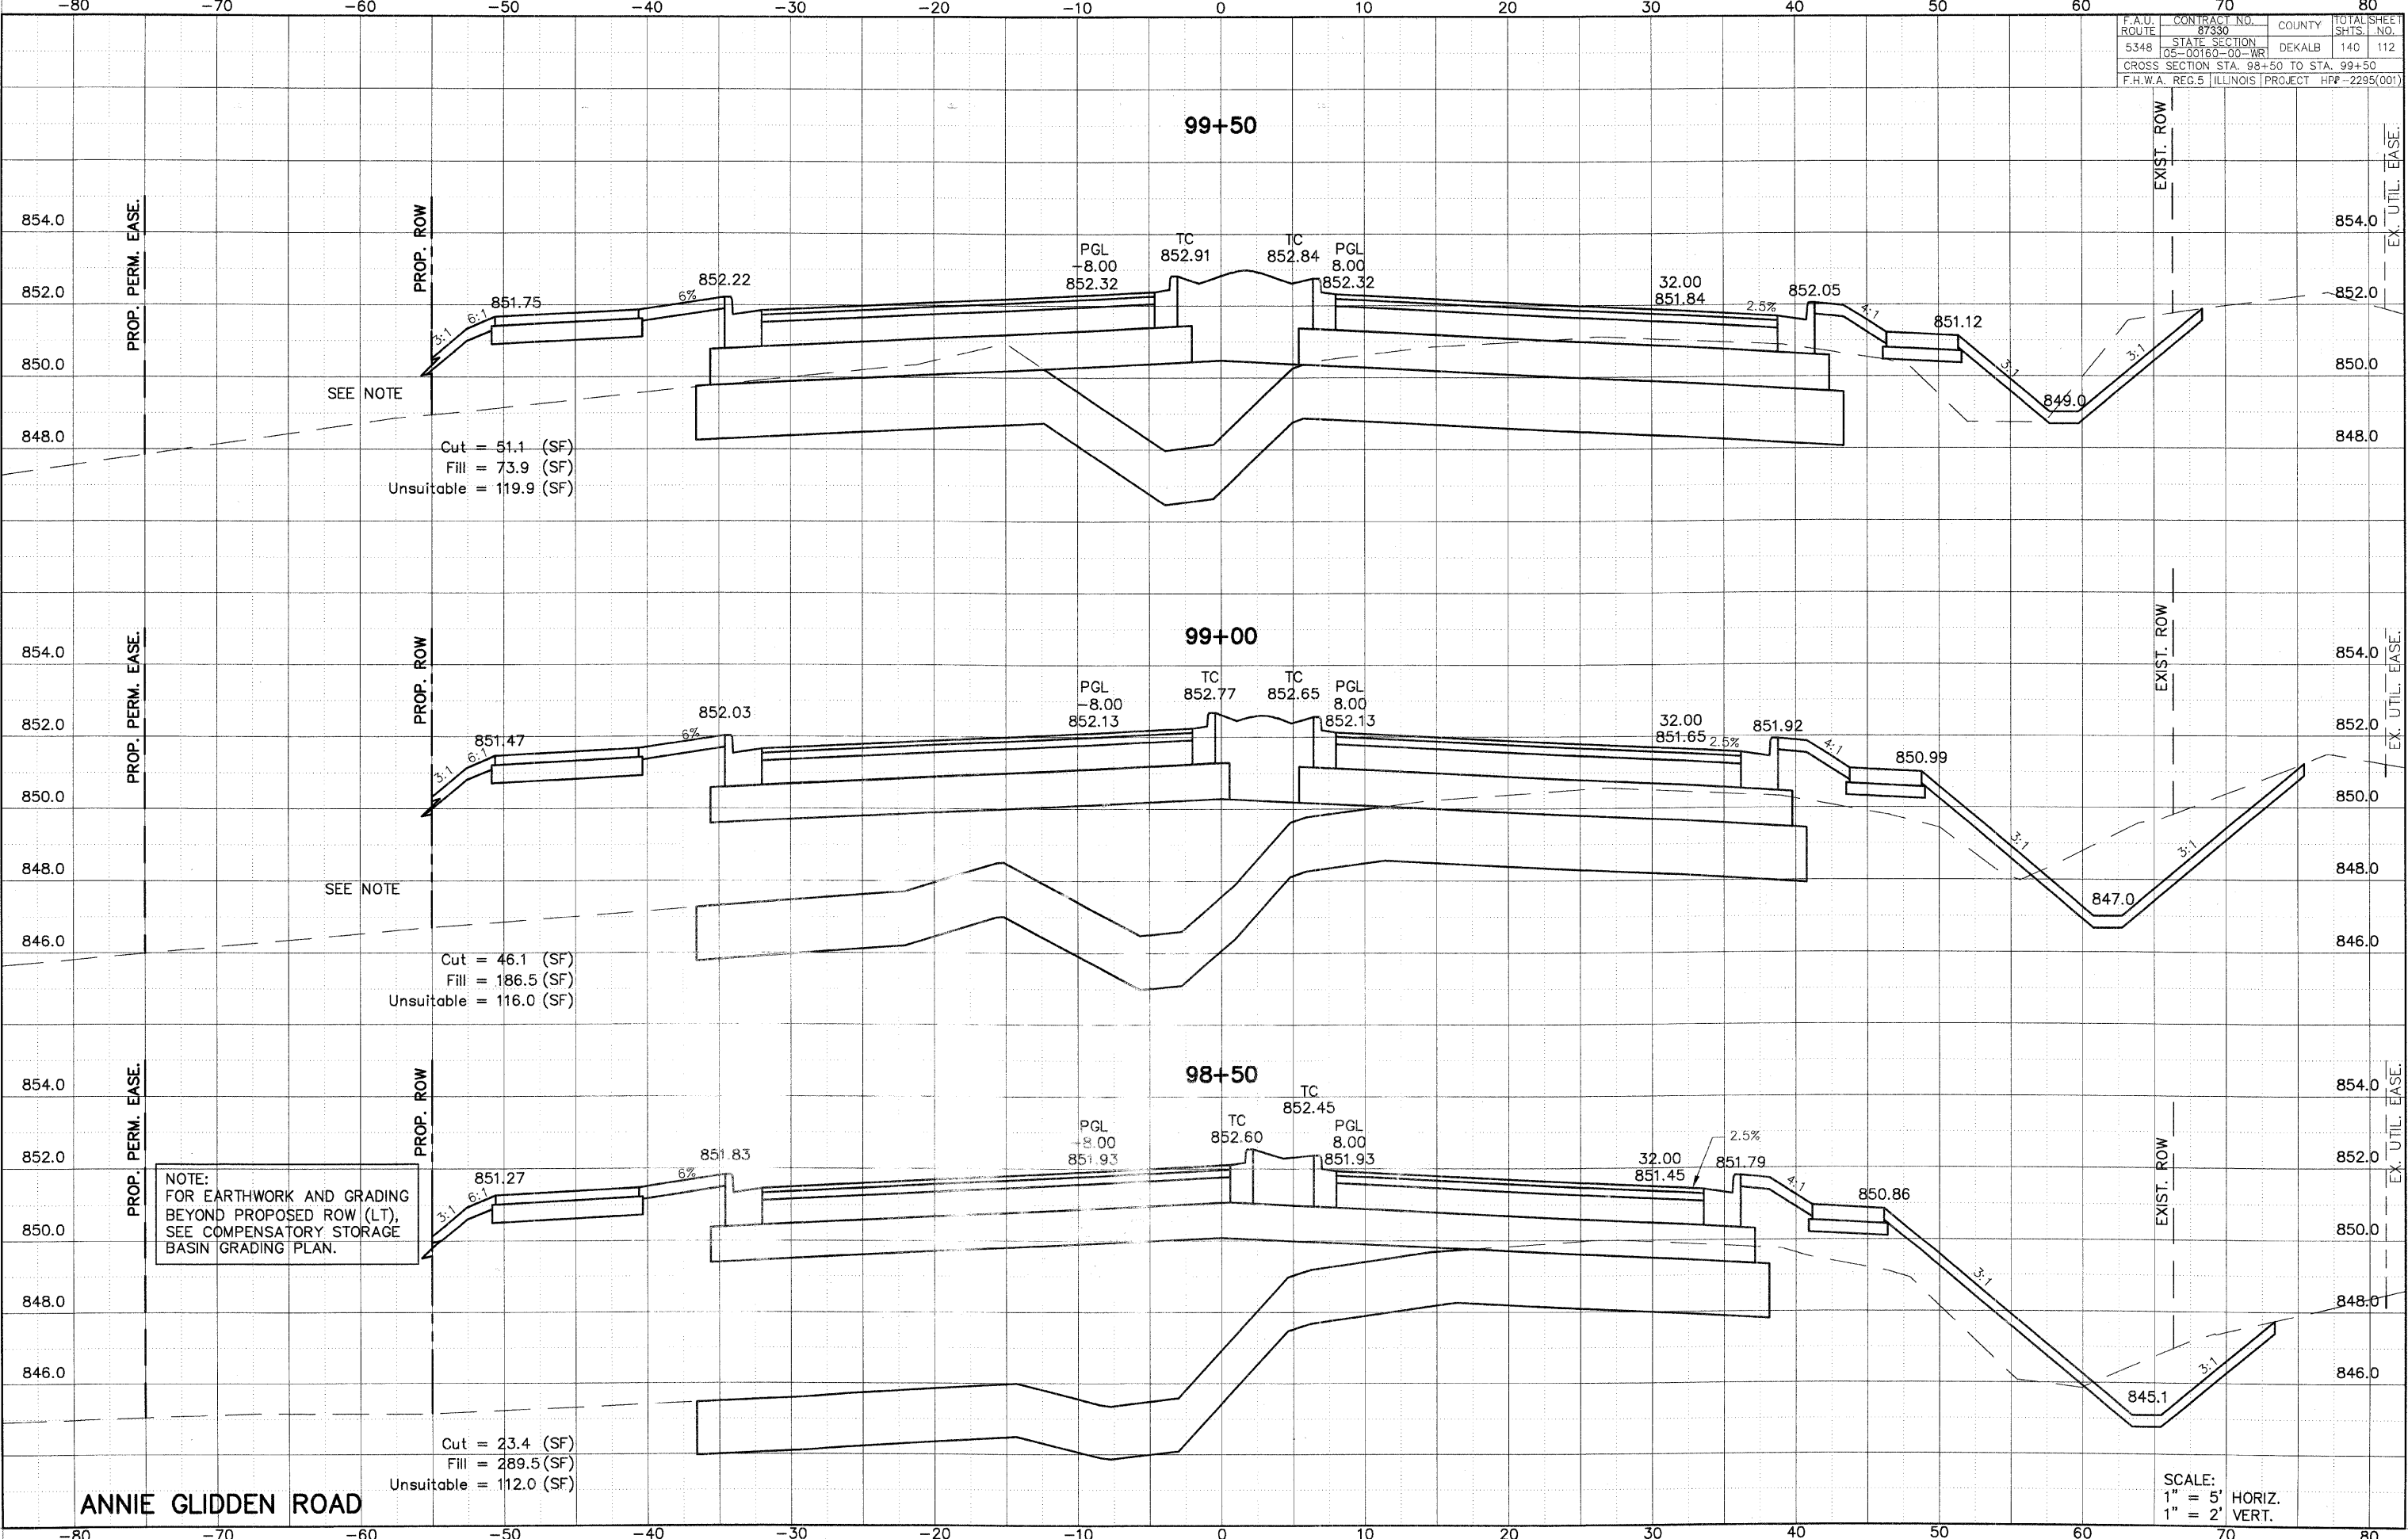 -80 -70 -60 -50 -40 -30 -20 -10 0 10 20 30 40 50 60 70 80
F.A.U. ROUTE CONTRACT NO. 87330 COUNTY TOTAL SHTS. SHEET NO.
5348 STATE SECTION 05-00160-00-WR DEKALB 140 112
CROSS SECTION STA. 98+50 TO STA. 99+50
F.H.W.A. REG.5 ILLINOIS PROJECT HPP-2295(001)
99+50
PROP. PERM. EASE.
PROP. ROW
EXIST. ROW
EX. UTIL. EASE.
854.0 854.0
852.0 852.0
850.0 850.0
848.0 848.0
3:1
6:1
851.75
6%
852.22
PGL
-8.00
852.32
TC
852.91
TC
852.84
PGL
8.00
852.32
32.00
851.84
2.5%
852.05
4:1
851.12
3:1
849.0
3:1
SEE NOTE
Cut = 51.1 (SF)
Fill = 73.9 (SF)
Unsuitable = 119.9 (SF)
99+00
PROP. PERM. EASE.
PROP. ROW
EXIST. ROW
EX. UTIL. EASE.
854.0 854.0
852.0 852.0
850.0 850.0
848.0 848.0
846.0 846.0
3:1
6:1
851.47
6%
852.03
PGL
-8.00
852.13
TC
852.77
TC
852.65
PGL
8.00
852.13
32.00
851.65
2.5%
851.92
4:1
850.99
3:1
847.0
3:1
SEE NOTE
Cut = 46.1 (SF)
Fill = 186.5 (SF)
Unsuitable = 116.0 (SF)
98+50
PROP. PERM. EASE.
PROP. ROW
EXIST. ROW
EX. UTIL. EASE.
854.0 854.0
852.0 852.0
850.0 850.0
848.0 848.0
846.0 846.0
NOTE:
FOR EARTHWORK AND GRADING
BEYOND PROPOSED ROW (LT),
SEE COMPENSATORY STORAGE
BASIN GRADING PLAN.
3:1
6:1
851.27
6%
851.83
PGL
-8.00
851.93
TC
852.60
TC
852.45
PGL
8.00
851.93
32.00
851.45
2.5%
851.79
4:1
850.86
3:1
845.1
3:1
Cut = 23.4 (SF)
Fill = 289.5 (SF)
Unsuitable = 112.0 (SF)
ANNIE GLIDDEN ROAD
SCALE:
1" = 5' HORIZ.
1" = 2' VERT.
-80 -70 -60 -50 -40 -30 -20 -10 0 10 20 30 40 50 60 70 80